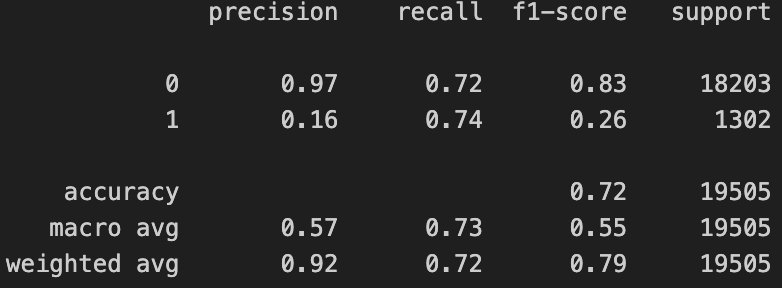 precision recall f1-score support
0 0.97 0.72 0.83 18203
1 0.16 0.74 0.26 1302
accuracy 0.72 19505
macro avg 0.57 0.73 0.55 19505
weighted avg 0.92 0.72 0.79 19505